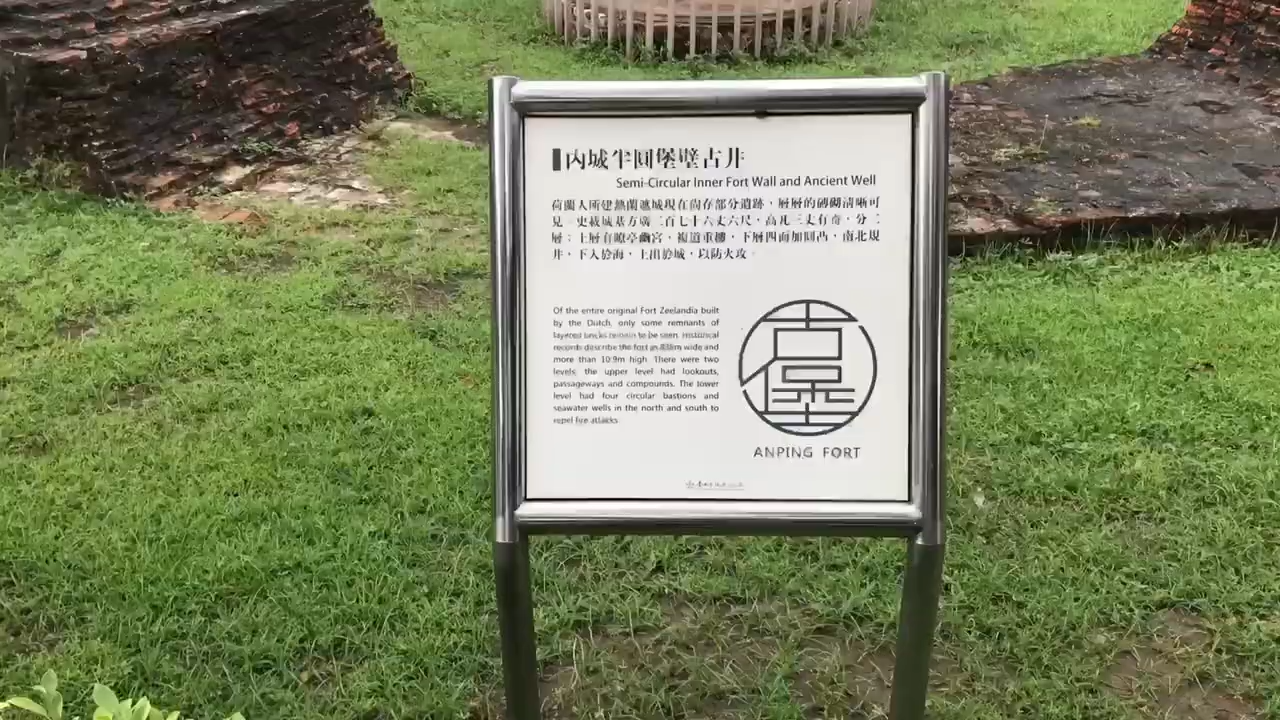 內城半圓堡壁古井
Semi-Circular Inner Fort Wall and Ancient Well
荷蘭人所建熱蘭遮城現在尚存部分遺跡，層層的磚砌清晰可
見。史載城基方廣二百七十六丈六尺，高凡三丈有奇，分二
層；上層有瞭亭螺宮，複道重樓，下層四面加圓凸，南北規
井，下入於海，上出於城，以防火攻。
Of the entire original Fort Zeelandia built
by the Dutch, only some remnants of
layered bricks remain to be seen. Historical
records describe the fort as wide and
more than 10.9m high. There were two
levels; the upper level had lookouts,
passageways and compounds. The lower
level had four circular bastions and
seawater wells in the north and south to
repel fire attacks.
古堡
ANPING FORT